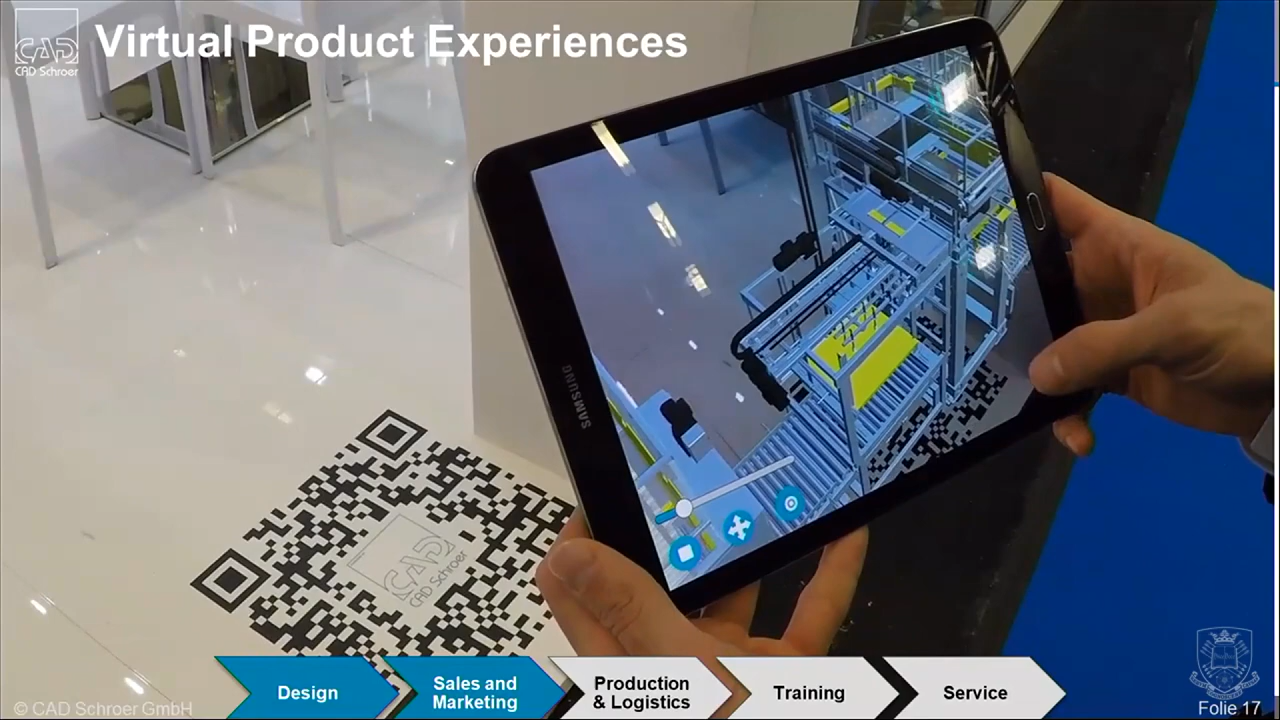 CAD
CAD Schroer
Virtual Product Experiences
SAMSUNG
CAD
CAD Schroer
Design
Sales and
Marketing
Production
& Logistics
Training
Service
© CAD Schroer GmbH
Folie 17